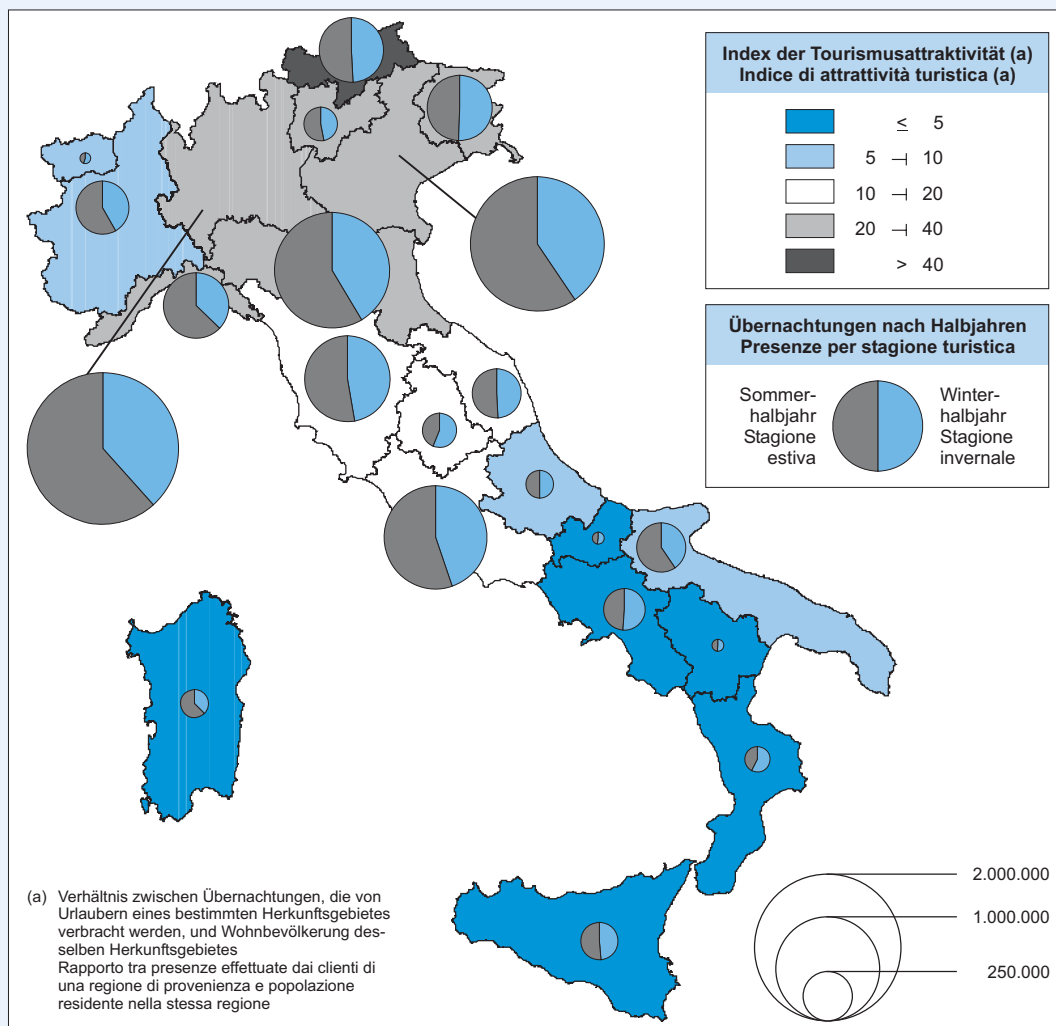 Index der Tourismusattraktivität (a)
Indice di attrattività turistica (a)
≤ 5
5 ⊣ 10
10 ⊣ 20
20 ⊣ 40
> 40
Übernachtungen nach Halbjahren
Presenze per stagione turistica
Sommer-
halbjahr
Stagione
estiva
Winter-
halbjahr
Stagione
invernale
(a) Verhältnis zwischen Übernachtungen, die von
Urlaubern eines bestimmten Herkunftsgebietes
verbracht werden, und Wohnbevölkerung des-
selben Herkunftsgebietes
Rapporto tra presenze effettuate dai clienti di
una regione di provenienza e popolazione
residente nella stessa regione
2.000.000
1.000.000
250.000